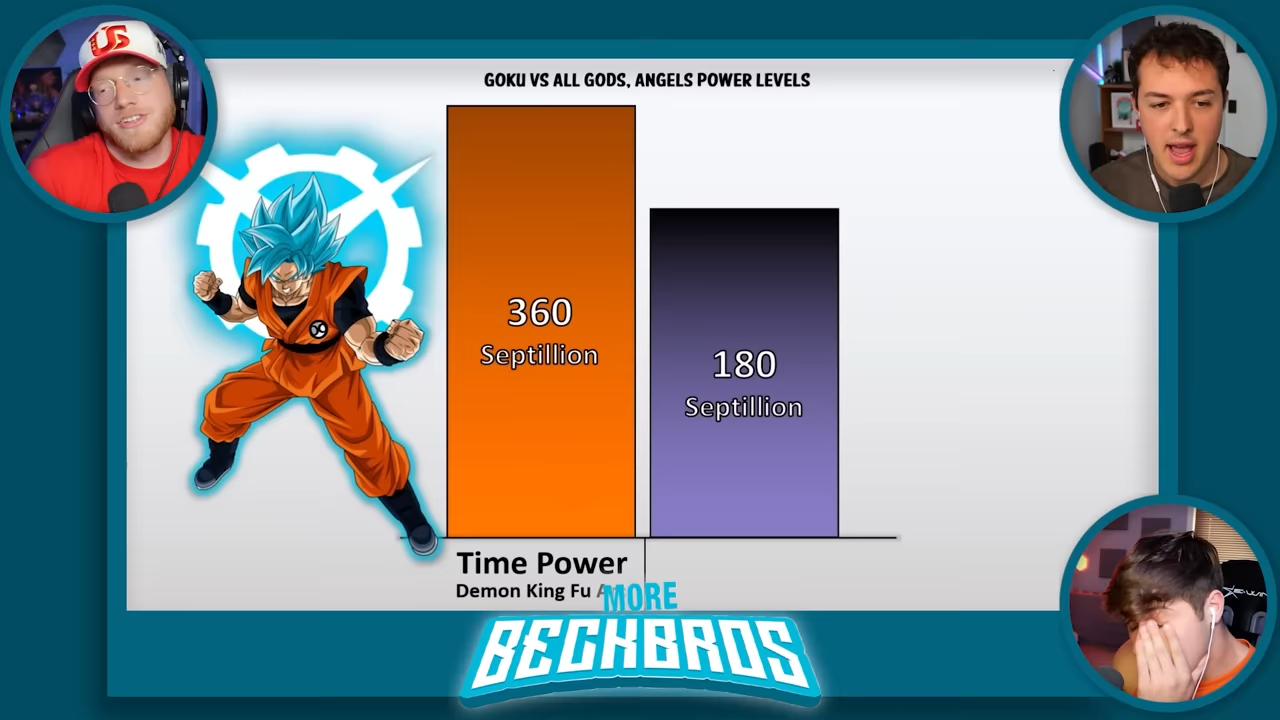 GOKU VS ALL GODS, ANGELS POWER LEVELS
360
Septillion
180
Septillion
Time Power
Demon King Fu
MORE
BECKBROS